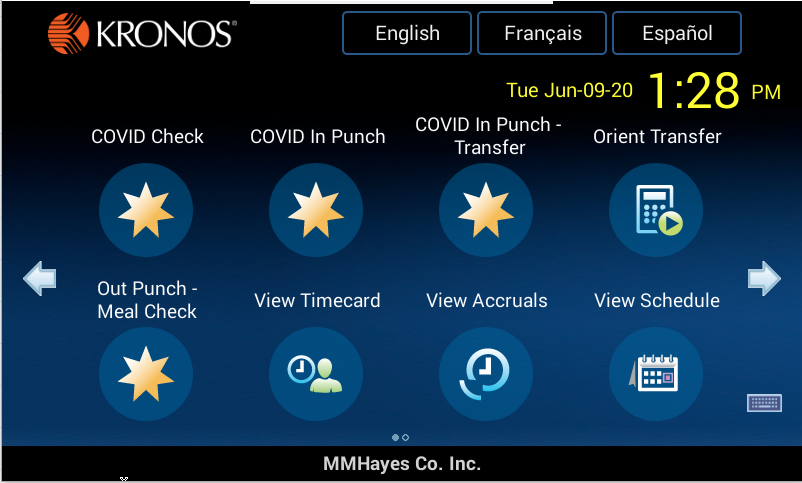 KRONOS®
English Français Español
Tue Jun-09-20 1:28 PM
COVID Check
COVID In Punch
COVID In Punch -
Transfer
Orient Transfer
Out Punch -
Meal Check
View Timecard
View Accruals
View Schedule
MMHayes Co. Inc.